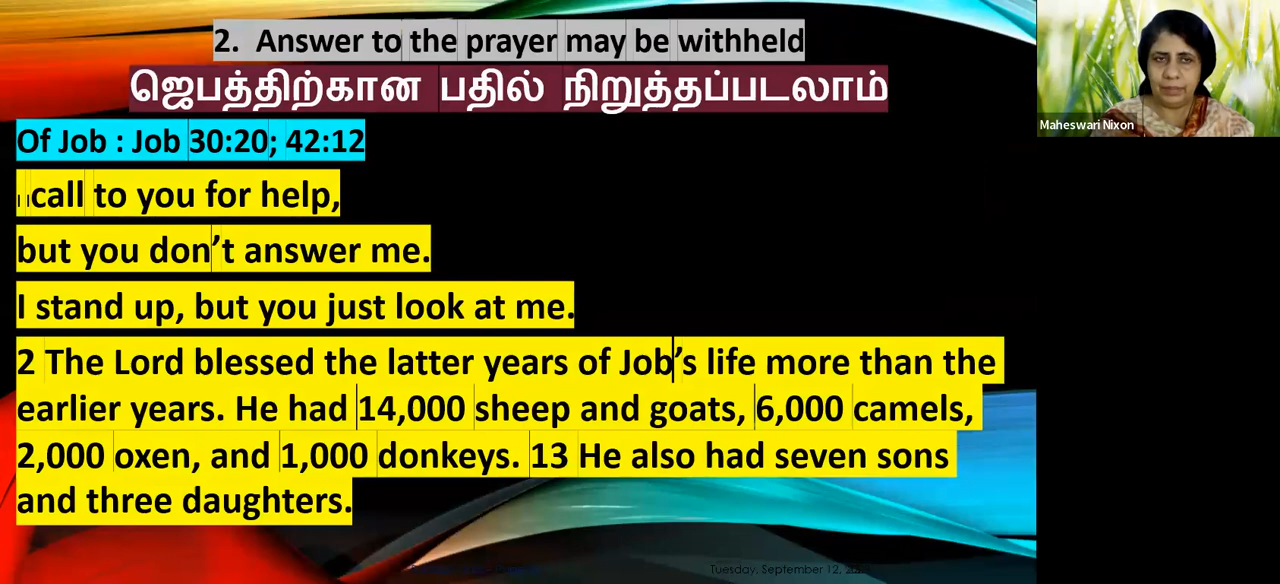 2. Answer to the prayer may be withheld
ஜெபத்திற்கான பதில் நிறுத்தப்படலாம்
Of Job : Job 30:20; 42:12
I call to you for help,
but you don’t answer me.
I stand up, but you just look at me.
2 The Lord blessed the latter years of Job’s life more than the
earlier years. He had 14,000 sheep and goats, 6,000 camels,
2,000 oxen, and 1,000 donkeys. 13 He also had seven sons
and three daughters.
Tuesday, September 12,
Maheswari Nixon